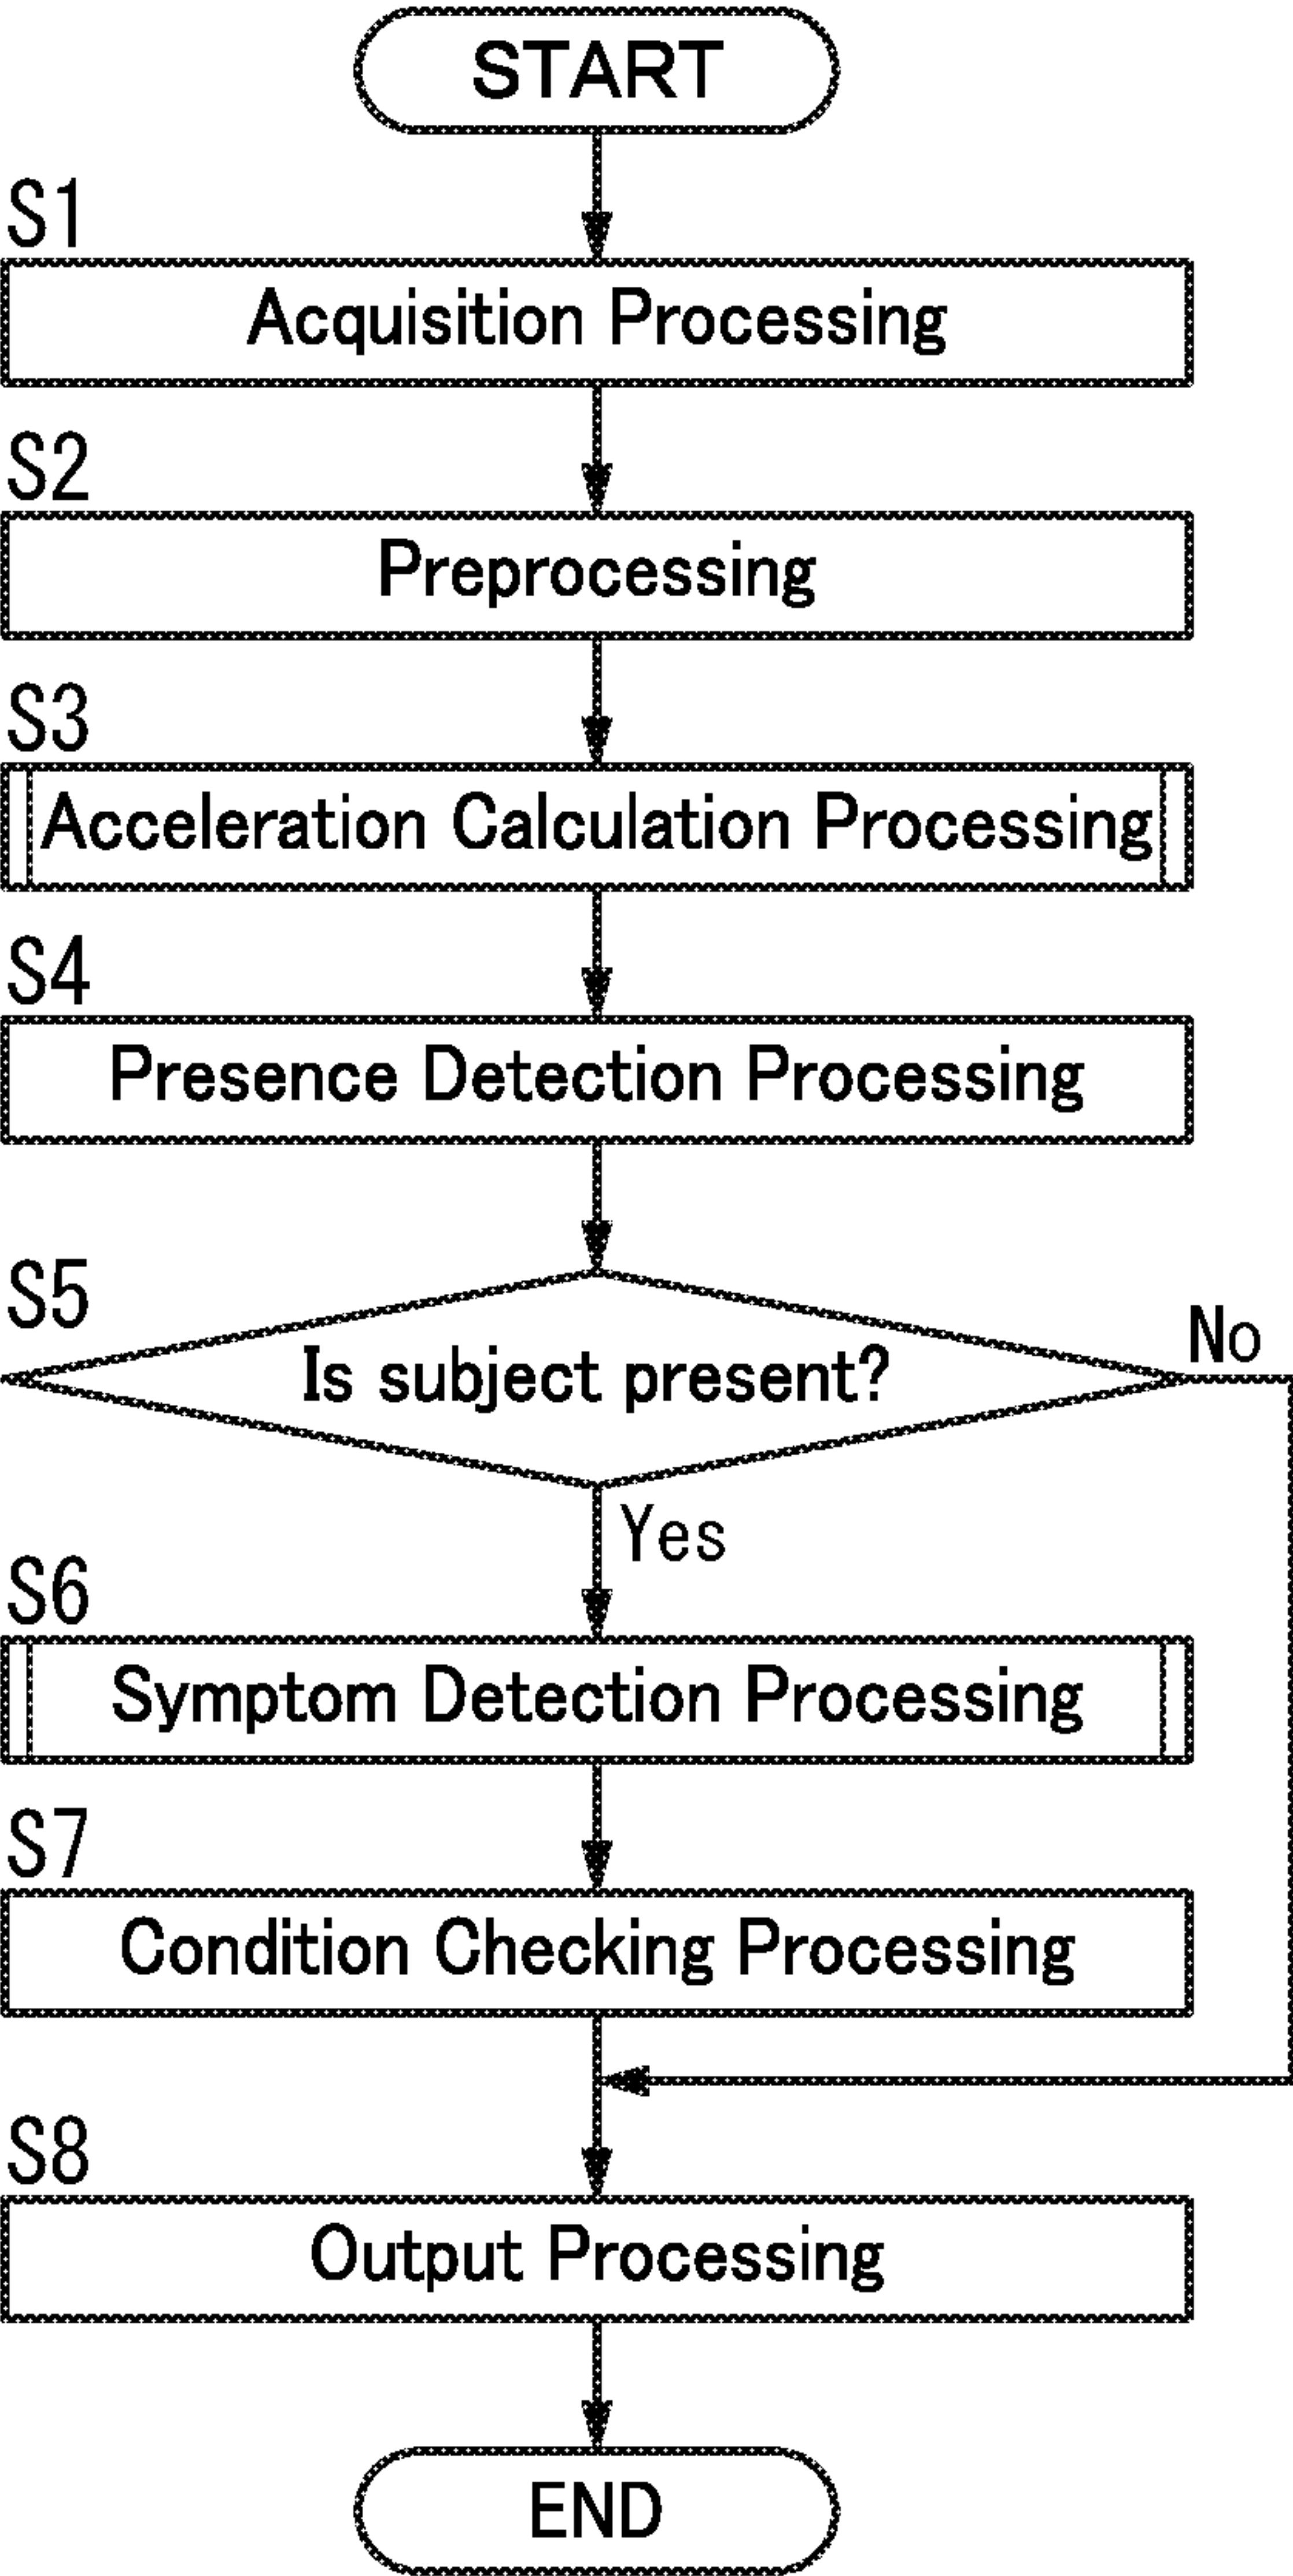 START
S1
Acquisition Processing
S2
Preprocessing
S3
Acceleration Calculation Processing
S4
Presence Detection Processing
S5
Is subject present?
No
Yes
S6
Symptom Detection Processing
S7
Condition Checking Processing
S8
Output Processing
END